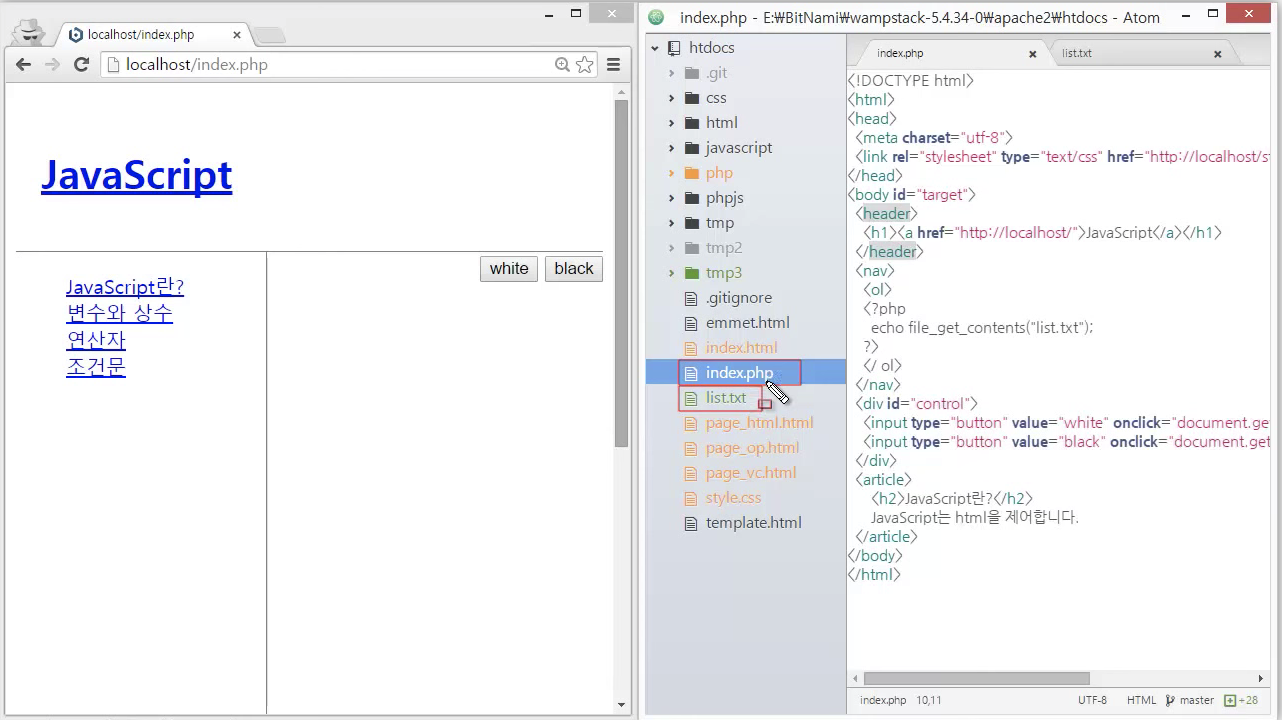 localhost/index.php
localhost/index.php
JavaScript
white black
JavaScript란?
변수와 상수
연산자
조건문
index.php - E:₩BitNami₩wampstack-5.4.34-0₩apache2₩htdocs - Atom
htdocs
.git
css
html
javascript
php
phpjs
tmp
tmp2
tmp3
.gitignore
emmet.html
index.html
index.php
list.txt
page_html.html
page_op.html
page_vc.html
style.css
template.html
index.php list.txt
<!DOCTYPE html>
<html>
<head>
<meta charset="utf-8">
<link rel="stylesheet" type="text/css" href="http://localhost/st
</head>
<body id="target">
<header>
<h1><a href="http://localhost/">JavaScript</a></h1>
</header>
<nav>
<ol>
<?php
echo file_get_contents("list.txt");
?>
</ ol>
</nav>
<div id="control">
<input type="button" value="white" onclick="document.get
<input type="button" value="black" onclick="document.get
</div>
<article>
<h2>JavaScript란?</h2>
JavaScript는 html을 제어합니다.
</article>
</body>
</html>
index.php 10,11 UTF-8 HTML master +28